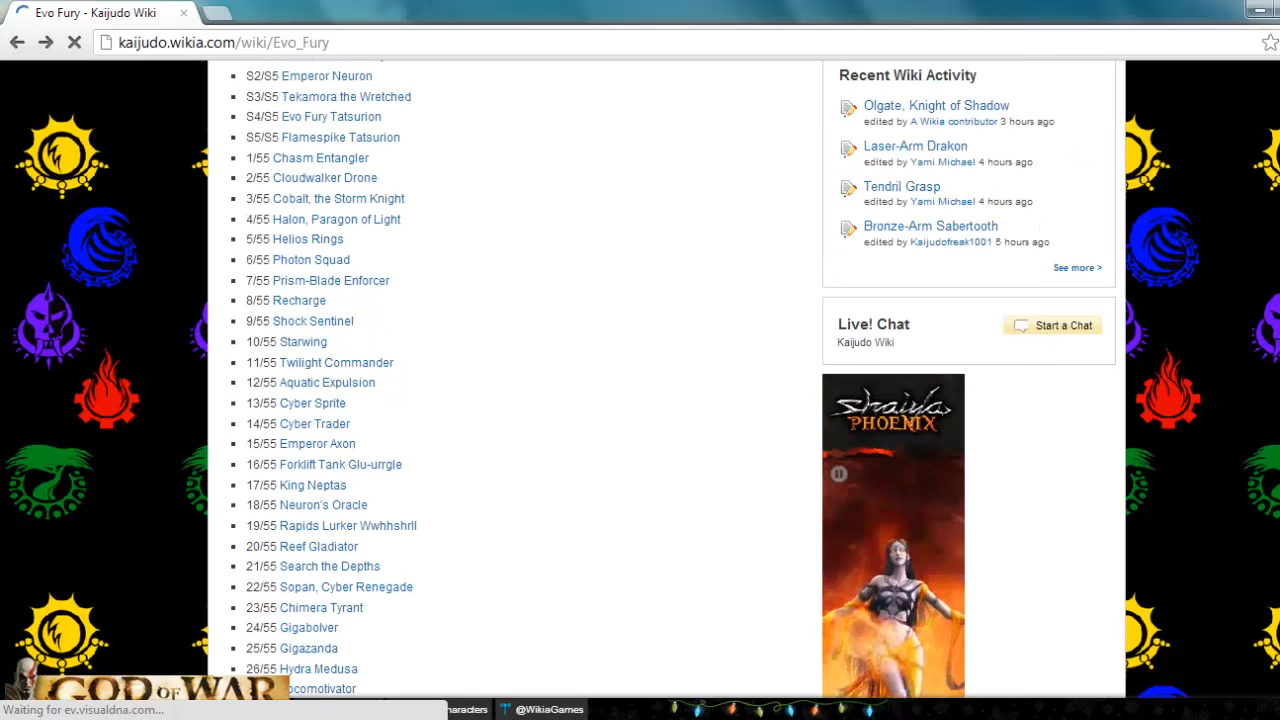 Evo Fury - Kaijudo Wiki
kaijudo.wikia.com/wiki/Evo_Fury
S2/S5 Emperor Neuron
S3/S5 Tekamora the Wretched
S4/S5 Evo Fury Tatsurion
S5/S5 Flamespike Tatsurion
1/55 Chasm Entangler
2/55 Cloudwalker Drone
3/55 Cobalt, the Storm Knight
4/55 Halon, Paragon of Light
5/55 Helios Rings
6/55 Photon Squad
7/55 Prism-Blade Enforcer
8/55 Recharge
9/55 Shock Sentinel
10/55 Starwing
11/55 Twilight Commander
12/55 Aquatic Expulsion
13/55 Cyber Sprite
14/55 Cyber Trader
15/55 Emperor Axon
16/55 Forklift Tank Glu-urrgle
17/55 King Neptas
18/55 Neuron's Oracle
19/55 Rapids Lurker Wwhhshrll
20/55 Reef Gladiator
21/55 Search the Depths
22/55 Sopan, Cyber Renegade
23/55 Chimera Tyrant
24/55 Gigabolver
25/55 Gigazanda
26/55 Hydra Medusa
ocomotivator
Recent Wiki Activity
Olgate, Knight of Shadow
edited by A Wikia contributor 3 hours ago
Laser-Arm Drakon
edited by Yami Michael 4 hours ago
Tendril Grasp
edited by Yami Michael 4 hours ago
Bronze-Arm Sabertooth
edited by Kaijudofreak1001 5 hours ago
See more >
Live! Chat
Start a Chat
Kaijudo Wiki
Shaiya
PHOENIX
GOD OF WAR
Waiting for ev.visualdna.com...
haracters
@WikiaGames